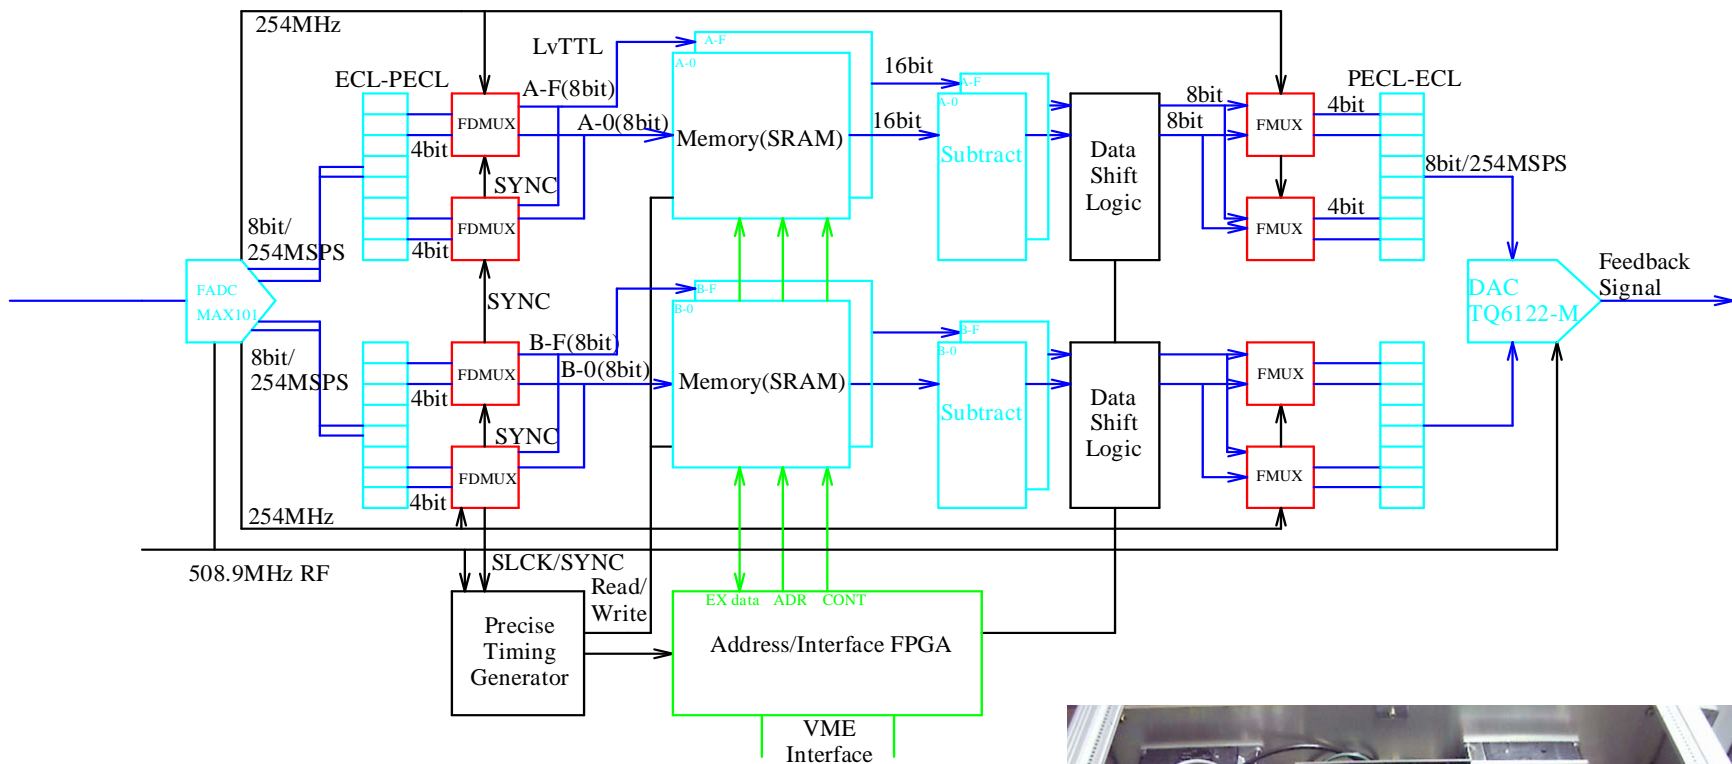 254MHz
LvTTL
A-F
A-0
16bit
ECL-PECL
A-F(8bit)
FDMUX
A-0(8bit)
4bit
Memory(SRAM)
16bit
A-F
A-0
Subtract
Data
Shift
Logic
8bit
8bit
FMUX
4bit
PECL-ECL
8bit/254MSPS
SYNC
FDMUX
4bit
FMUX
4bit
8bit/
254MSPS
FADC
MAX101
SYNC
B-F
B-0
DAC
TQ6122-M
Feedback
Signal
8bit/
254MSPS
B-F(8bit)
FDMUX
B-0(8bit)
4bit
Memory(SRAM)
B-F
B-0
Subtract
Data
Shift
Logic
FMUX
SYNC
FDMUX
4bit
FMUX
254MHz
508.9MHz RF
SLCK/SYNC
Read/
Write
EX data
ADR
CONT
Precise
Timing
Generator
Address/Interface FPGA
VME
Interface